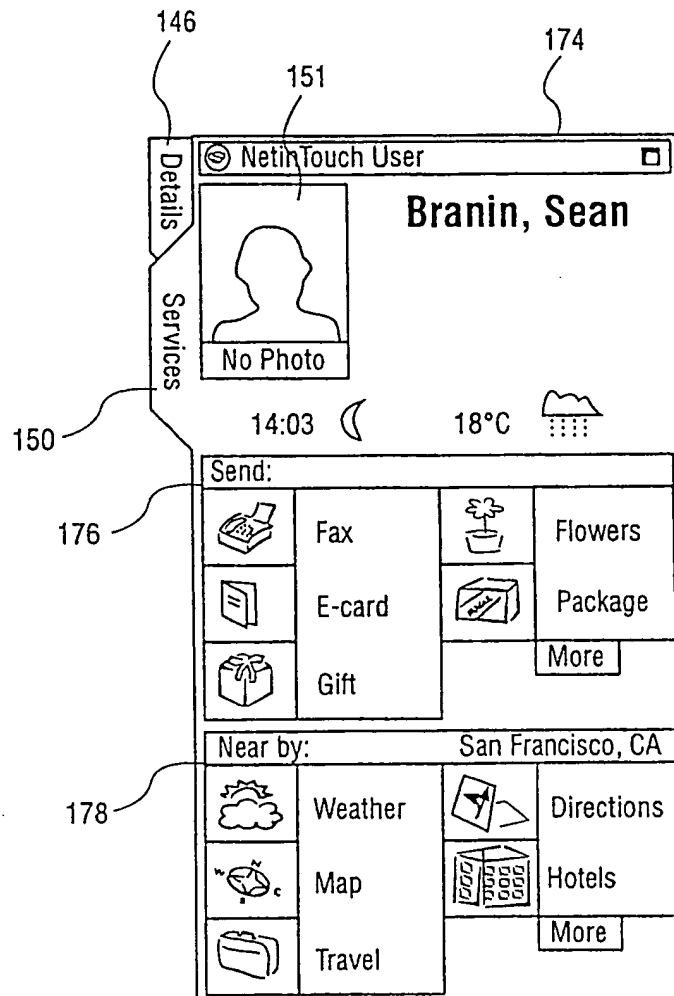 146
174
151
Details
NetinTouch User
Branin, Sean
Services
No Photo
150
14:03
18°C
Send:
176
Fax
Flowers
E-card
Package
Gift
More
Near by:
San Francisco, CA
178
Weather
Directions
Map
Hotels
Travel
More